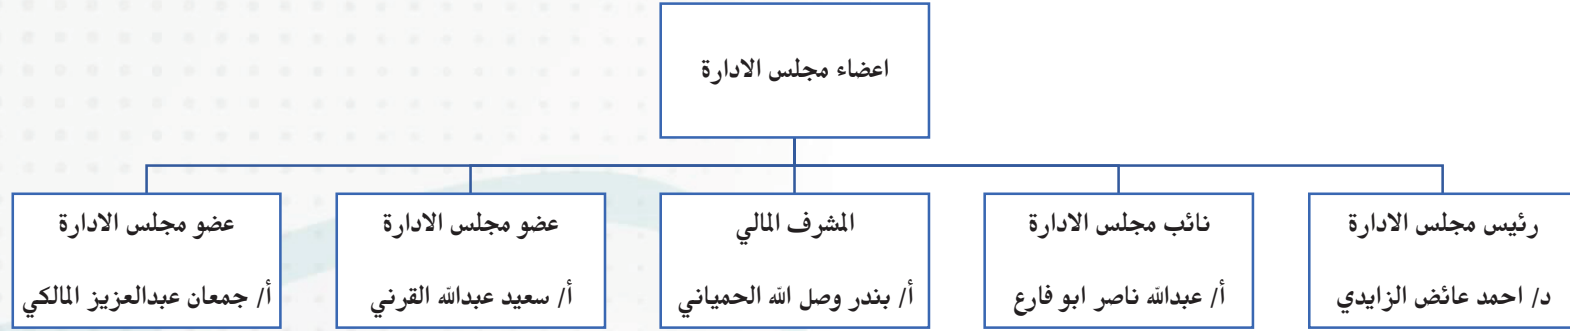 اعضاء مجلس الادارة
رئيس مجلس الادارة
د/ احمد عائض الزايدي
نائب مجلس الادارة
أ/ عبدالله ناصر ابو فارع
المشرف المالي
أ/ بندر وصل الله الحمياني
عضو مجلس الادارة
أ/ سعيد عبدالله القرني
عضو مجلس الادارة
أ/ جمعان عبدالعزيز المالكي